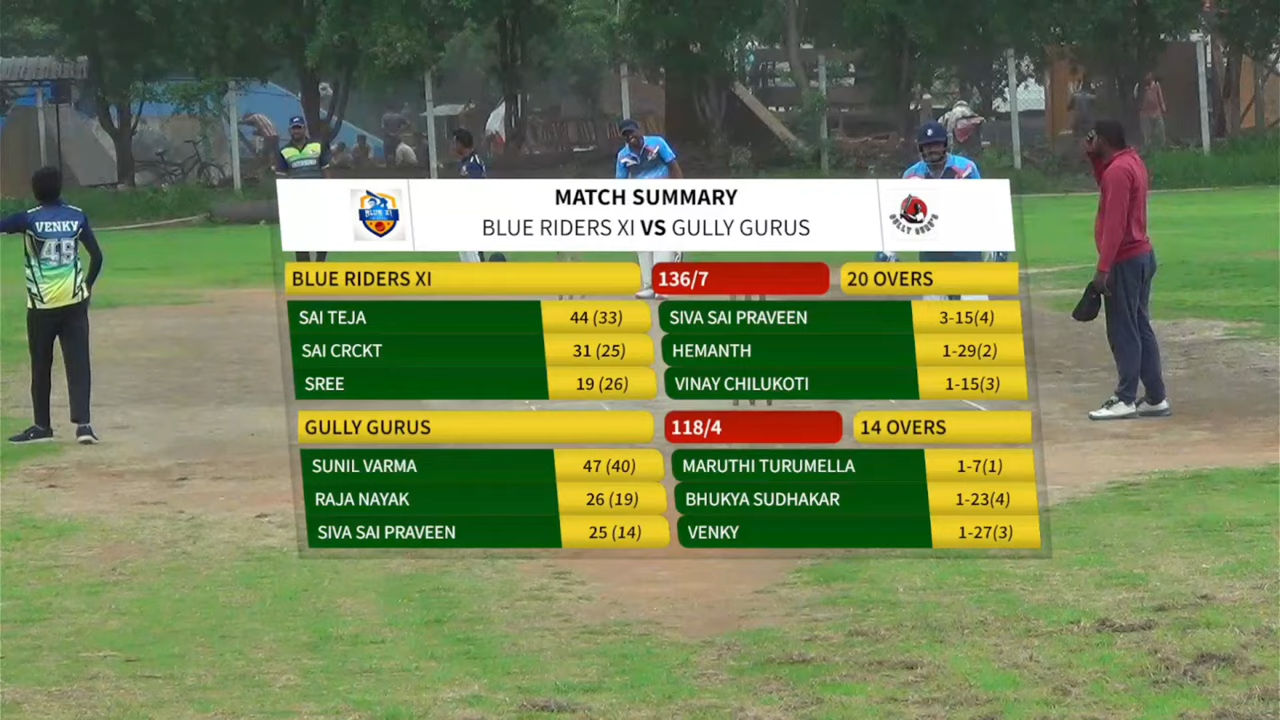 MATCH SUMMARY
BLUE RIDERS XI VS GULLY GURUS
BLUE XI
GULLY GURU'S
BLUE RIDERS XI 136/7 20 OVERS
SAI TEJA 44 (33) SIVA SAI PRAVEEN 3-15(4)
SAI CRCKT 31 (25) HEMANTH 1-29(2)
SREE 19 (26) VINAY CHILUKOTI 1-15(3)
GULLY GURUS 118/4 14 OVERS
SUNIL VARMA 47 (40) MARUTHI TURUMELLA 1-7(1)
RAJA NAYAK 26 (19) BHUKYA SUDHAKAR 1-23(4)
SIVA SAI PRAVEEN 25 (14) VENKY 1-27(3)
VENKY
46